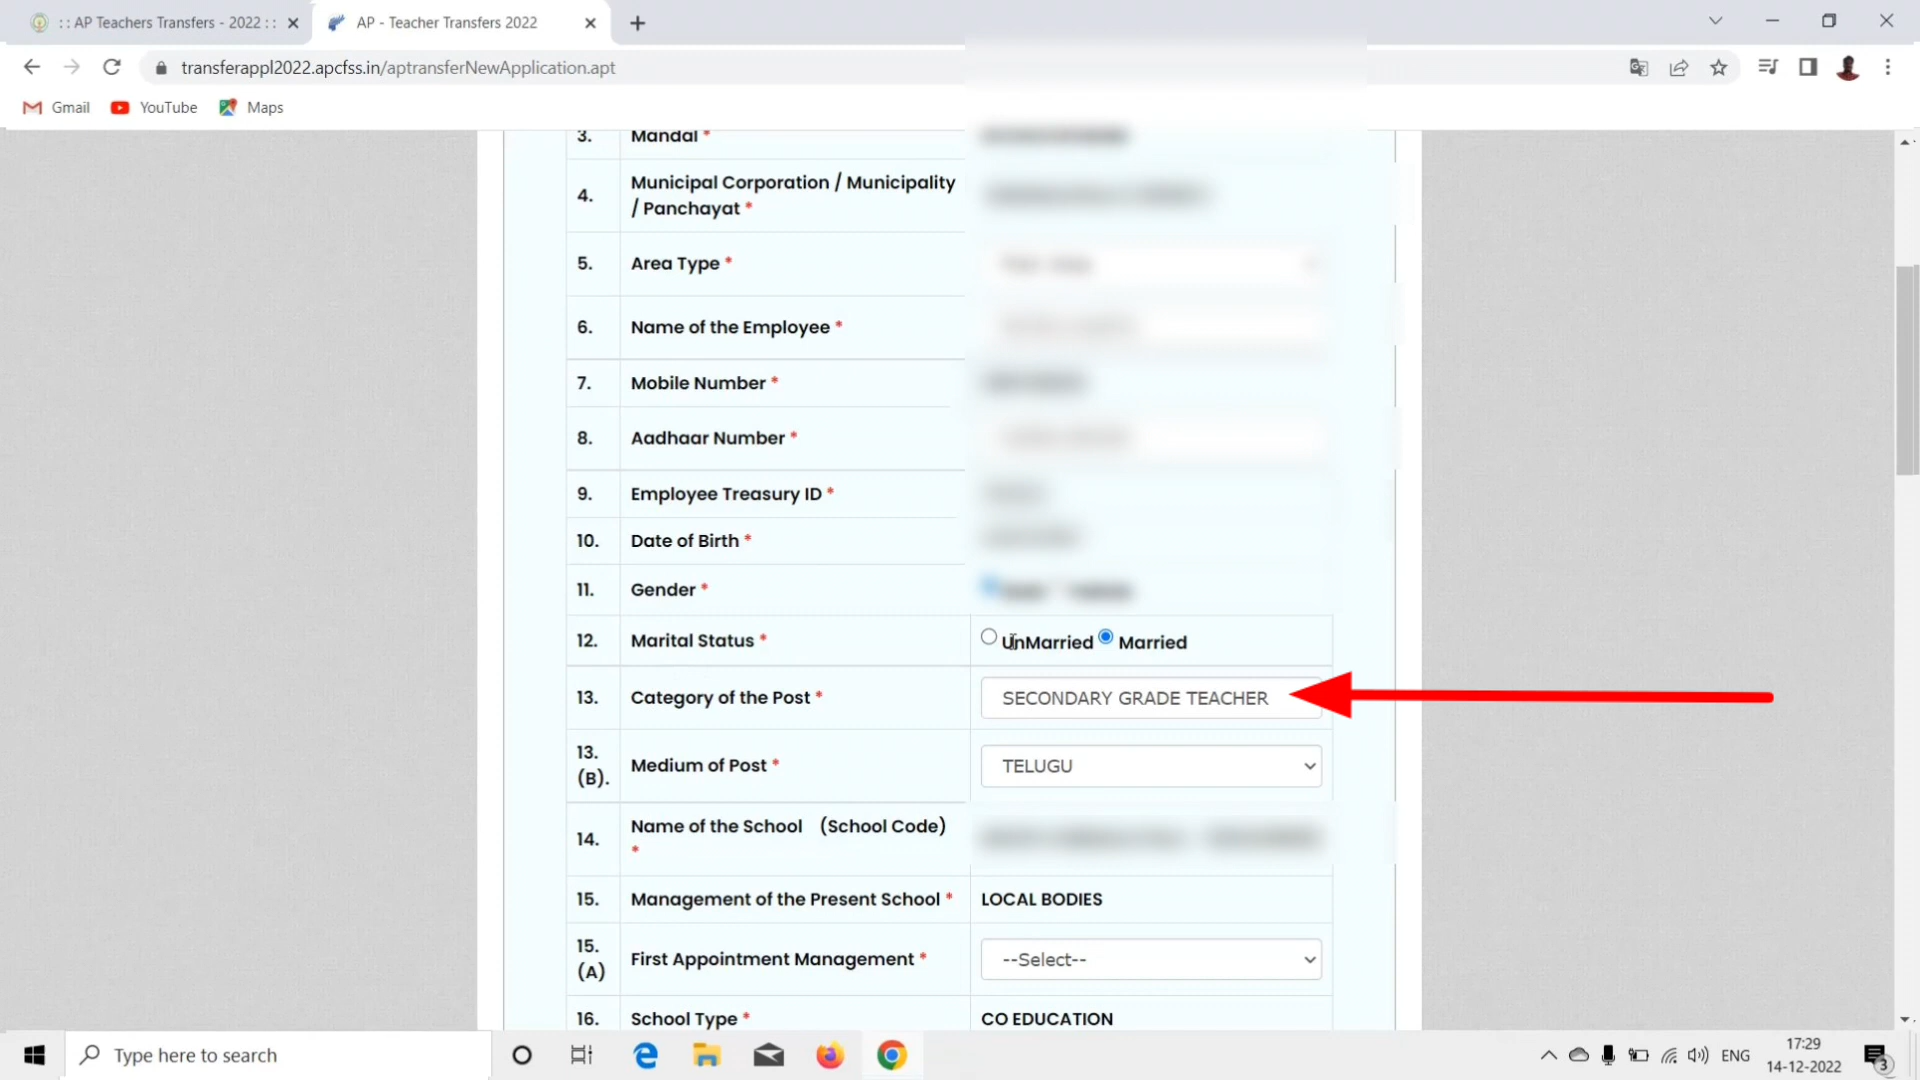 :: AP Teachers Transfers - 2022 ::
AP - Teacher Transfers 2022
transferappl2022.apcfss.in/aptransferNewApplication.apt
Gmail YouTube Maps
3. Mandal *
4. Municipal Corporation / Municipality
/ Panchayat *
5. Area Type *
6. Name of the Employee *
7. Mobile Number *
8. Aadhaar Number *
9. Employee Treasury ID *
10. Date of Birth *
11. Gender *
12. Marital Status * UnMarried Married
13. Category of the Post * SECONDARY GRADE TEACHER
13. (B). Medium of Post * TELUGU
14. Name of the School (School Code)
*
15. Management of the Present School * LOCAL BODIES
15. (A) First Appointment Management * --Select--
16. School Type * CO EDUCATION
Type here to search
ENG
17:29
14-12-2022
3